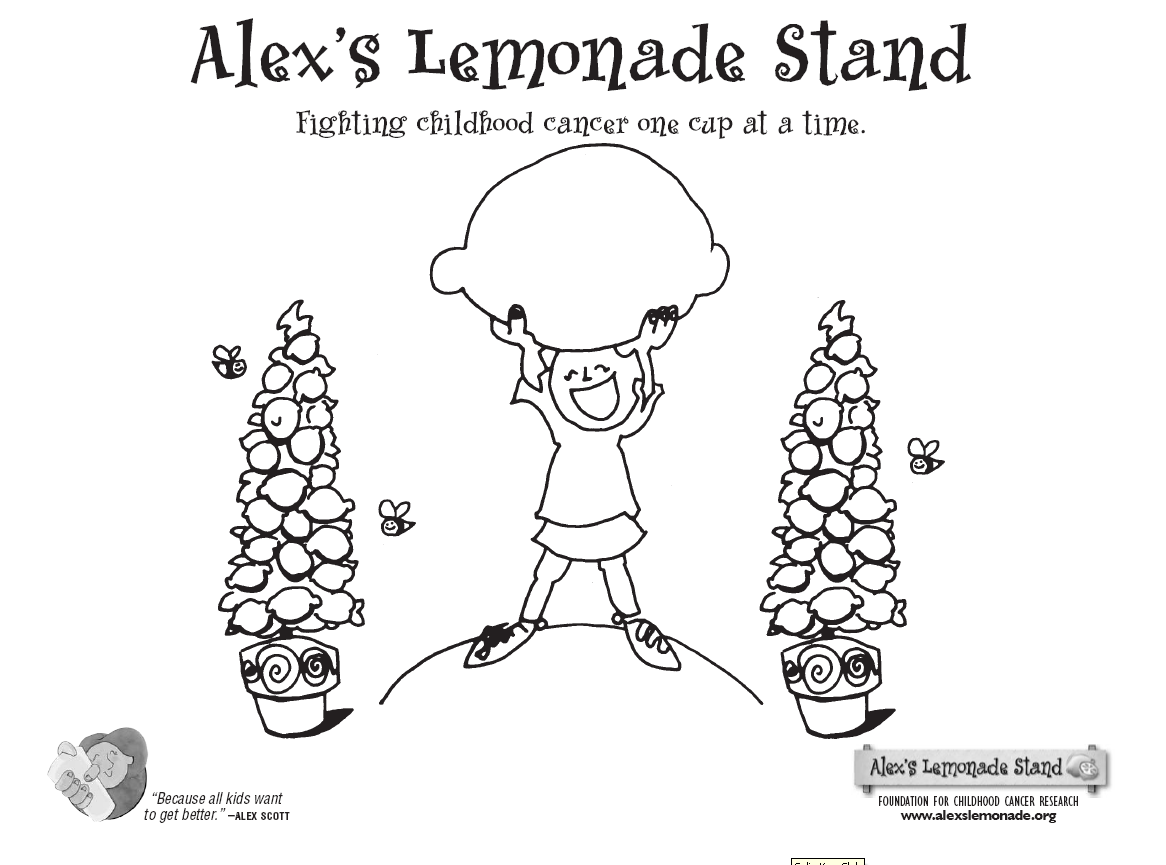 Alex's Lemonade Stand
Fighting childhood cancer one cup at a time.
"Because all kids want
to get better." —ALEX SCOTT
Alex's Lemonade Stand
FOUNDATION FOR CHILDHOOD CANCER RESEARCH
www.alexslemonade.org